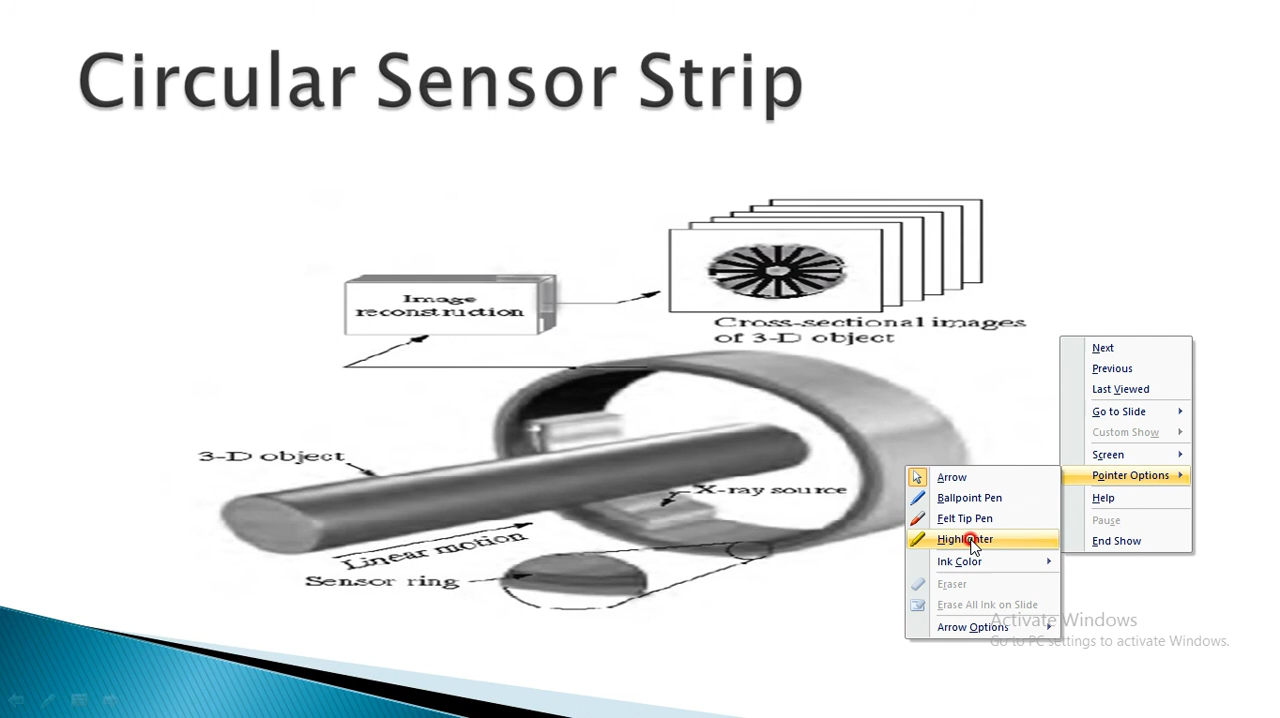 Circular Sensor Strip
Image
reconstruction
Cross-sectional images
of 3-D object
3-D object
X-ray source
Linear motion
Sensor ring
Next
Previous
Last Viewed
Go to Slide
Custom Show
Screen
Pointer Options
Help
Pause
End Show
Arrow
Ballpoint Pen
Felt Tip Pen
Highlighter
Ink Color
Eraser
Erase All Ink on Slide
Arrow Options
Activate Windows
Go to PC settings to activate Windows.